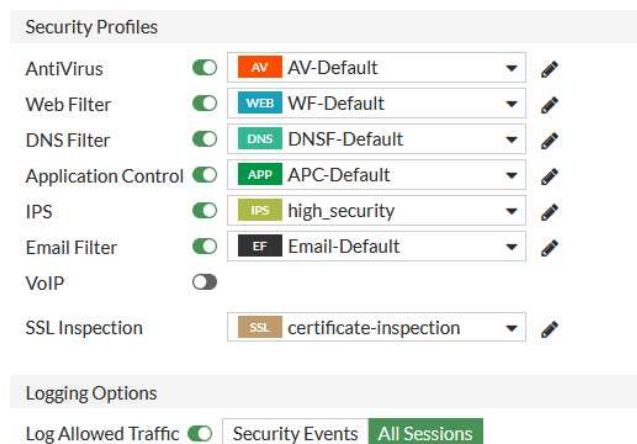 Security Profiles
AntiVirus AV AV-Default
Web Filter WEB WF-Default
DNS Filter DNS DNSF-Default
Application Control APP APC-Default
IPS IPS high_security
Email Filter EF Email-Default
VoIP
SSL Inspection SSL certificate-inspection
Logging Options
Log Allowed Traffic Security Events All Sessions